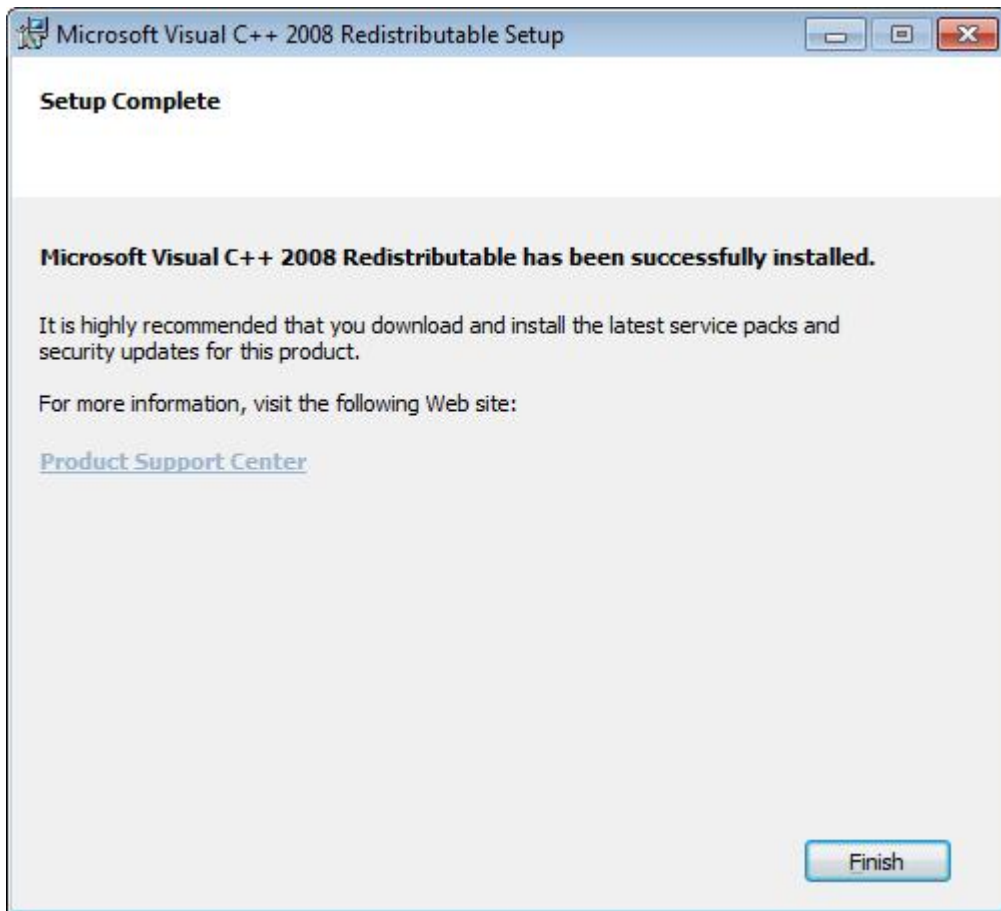 Microsoft Visual C++ 2008 Redistributable Setup
Setup Complete
Microsoft Visual C++ 2008 Redistributable has been successfully installed.
It is highly recommended that you download and install the latest service packs and
security updates for this product.
For more information, visit the following Web site:
Product Support Center
Finish